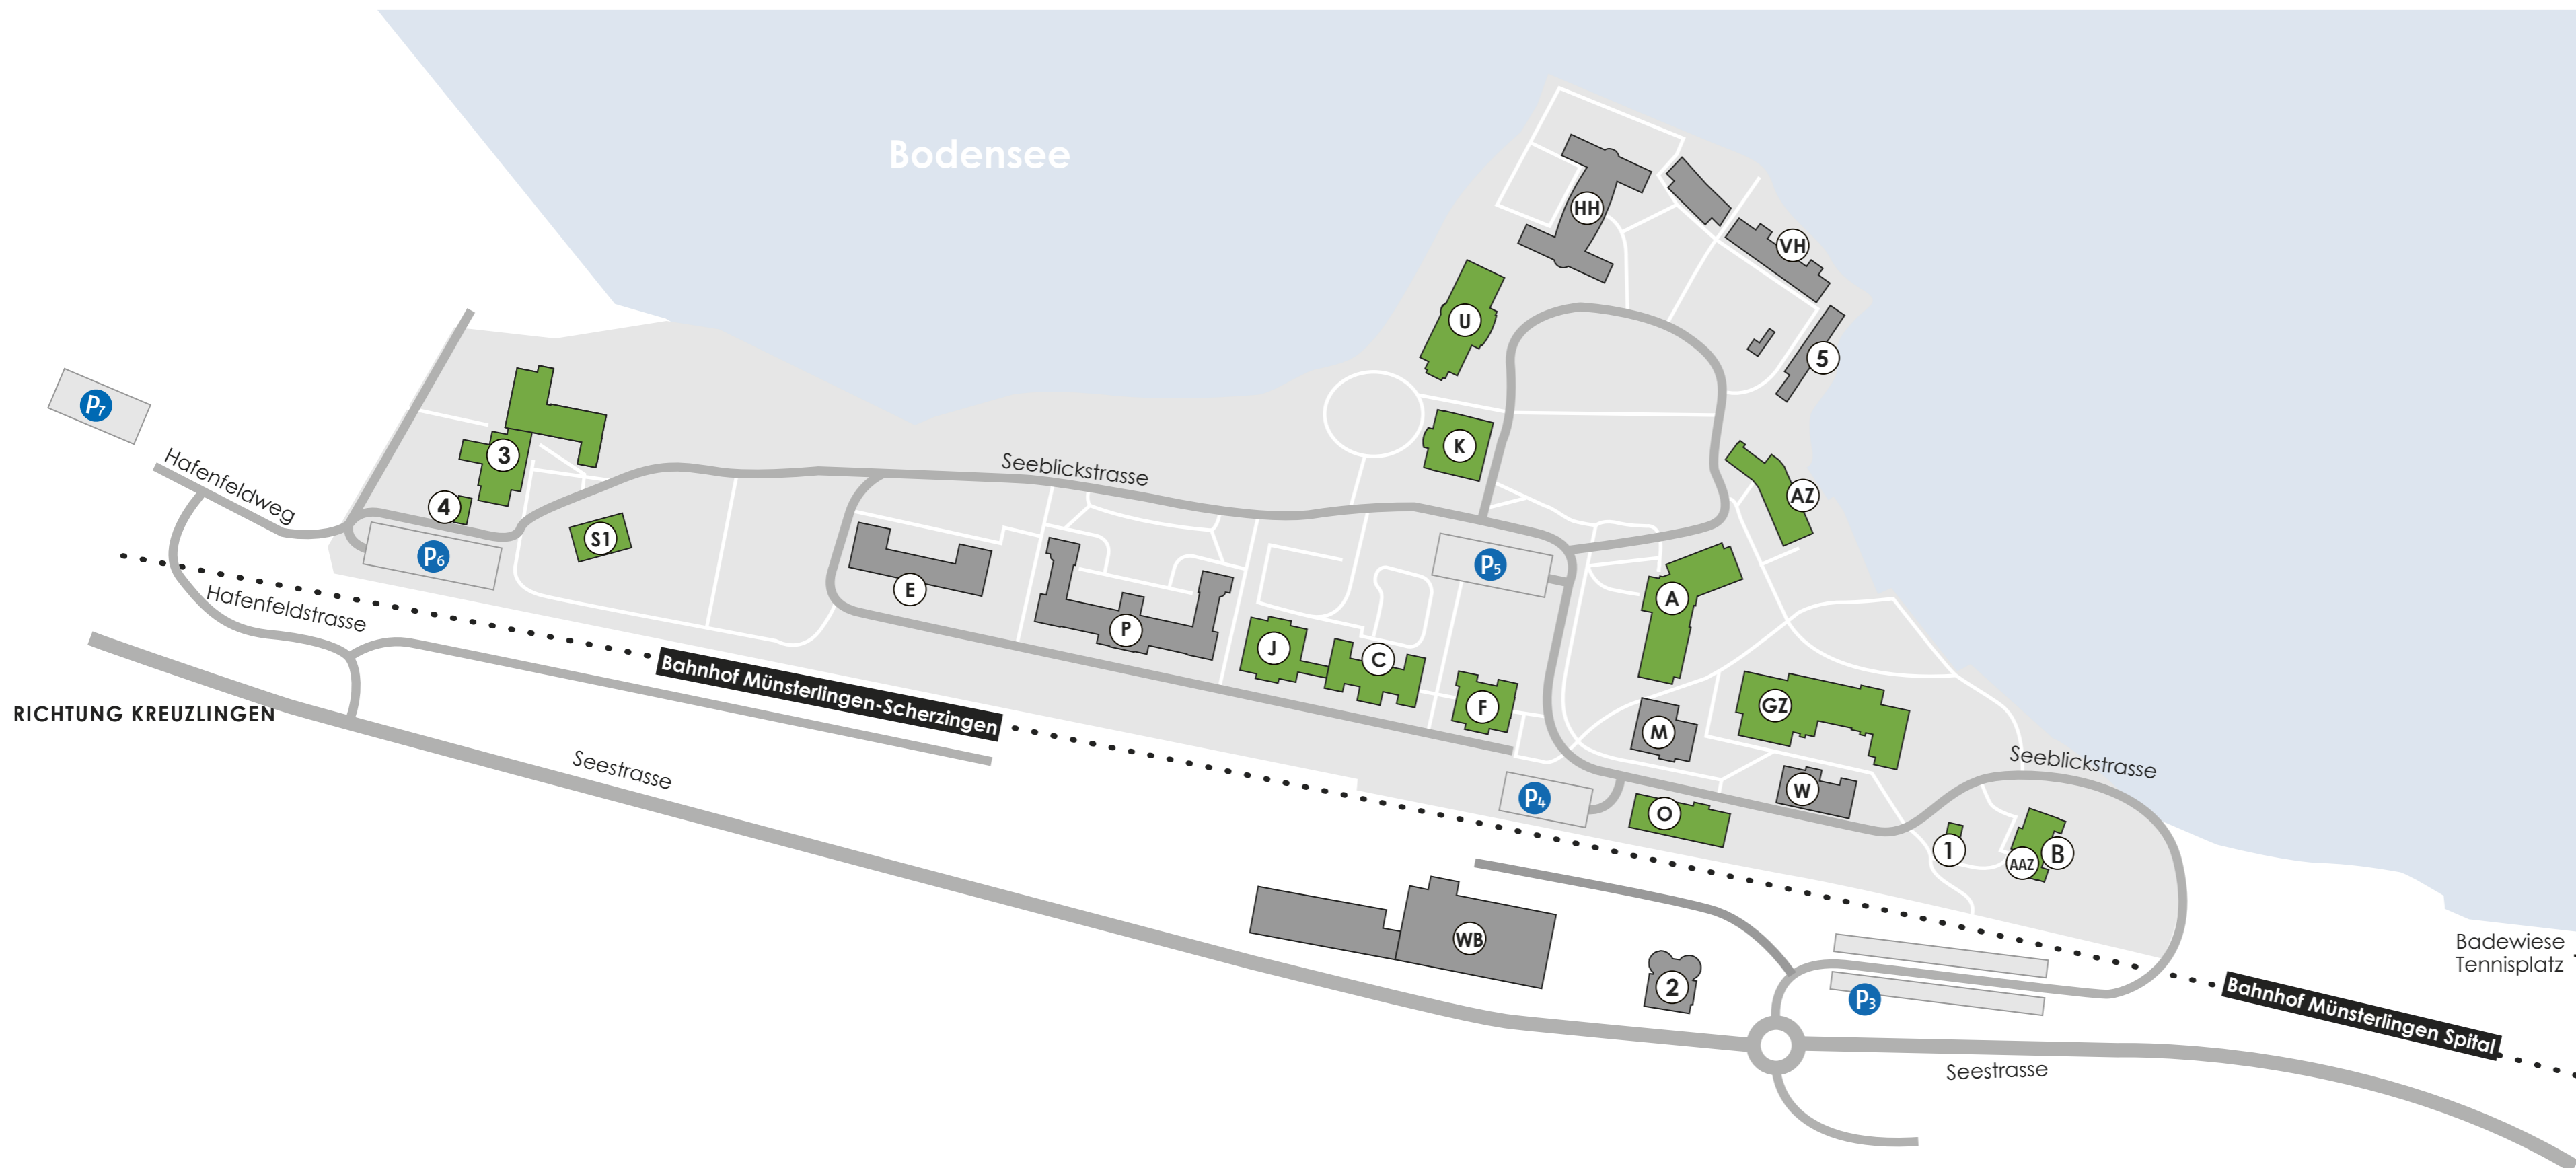 Bodensee
HH
VH
U
5
P7
K
Hafenfeldweg
3
Seeblickstrasse
4
AZ
S1
P6
P5
E
A
Hafenfeldstrasse
P
J
C
Bahnhof Münsterlingen-Scherzingen
F
GZ
RICHTUNG KREUZLINGEN
M
Seeblickstrasse
Seestrasse
W
P4
O
1
AAZ
B
WB
Badewiese
Tennisplatz
2
P3
Bahnhof Münsterlingen Spital
Seestrasse